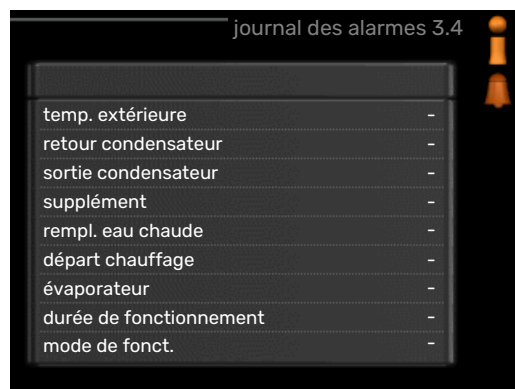 journal des alarmes 3.4
temp. extérieure -
retour condensateur -
sortie condensateur -
supplément -
rempl. eau chaude -
départ chauffage -
évaporateur -
durée de fonctionnement -
mode de fonct. -